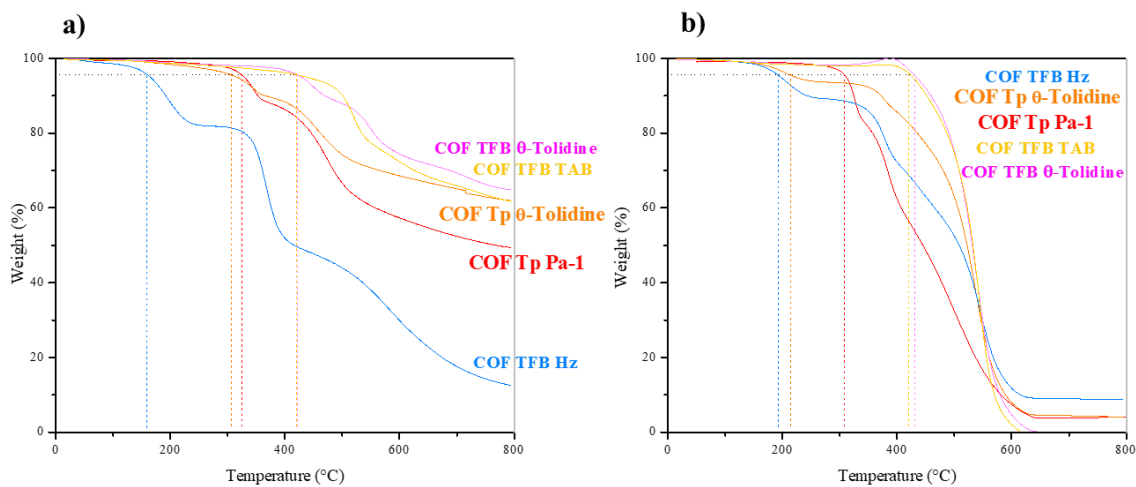 a)
100
80
60
40
20
0
Weight (%)
COF TFB θ-Tolidine
COF TFB TAB
COF Tp θ-Tolidine
COF Tp Pa-1
COF TFB Hz
0 200 400 600 800
Temperature (°C)
b)
100
80
60
40
20
0
Weight (%)
COF TFB Hz
COF Tp θ-Tolidine
COF Tp Pa-1
COF TFB TAB
COF TFB θ-Tolidine
0 200 400 600 800
Temperature (°C)